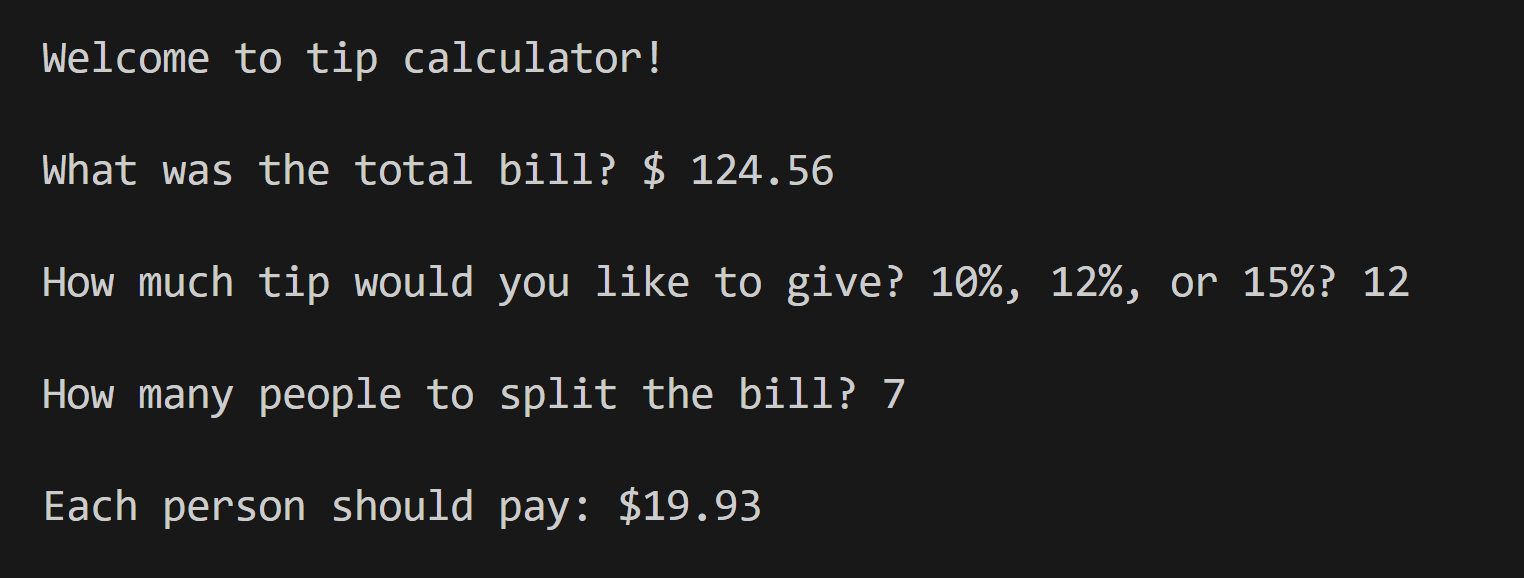 Welcome to tip calculator!
What was the total bill? $ 124.56
How much tip would you like to give? 10%, 12%, or 15%? 12
How many people to split the bill? 7
Each person should pay: $19.93